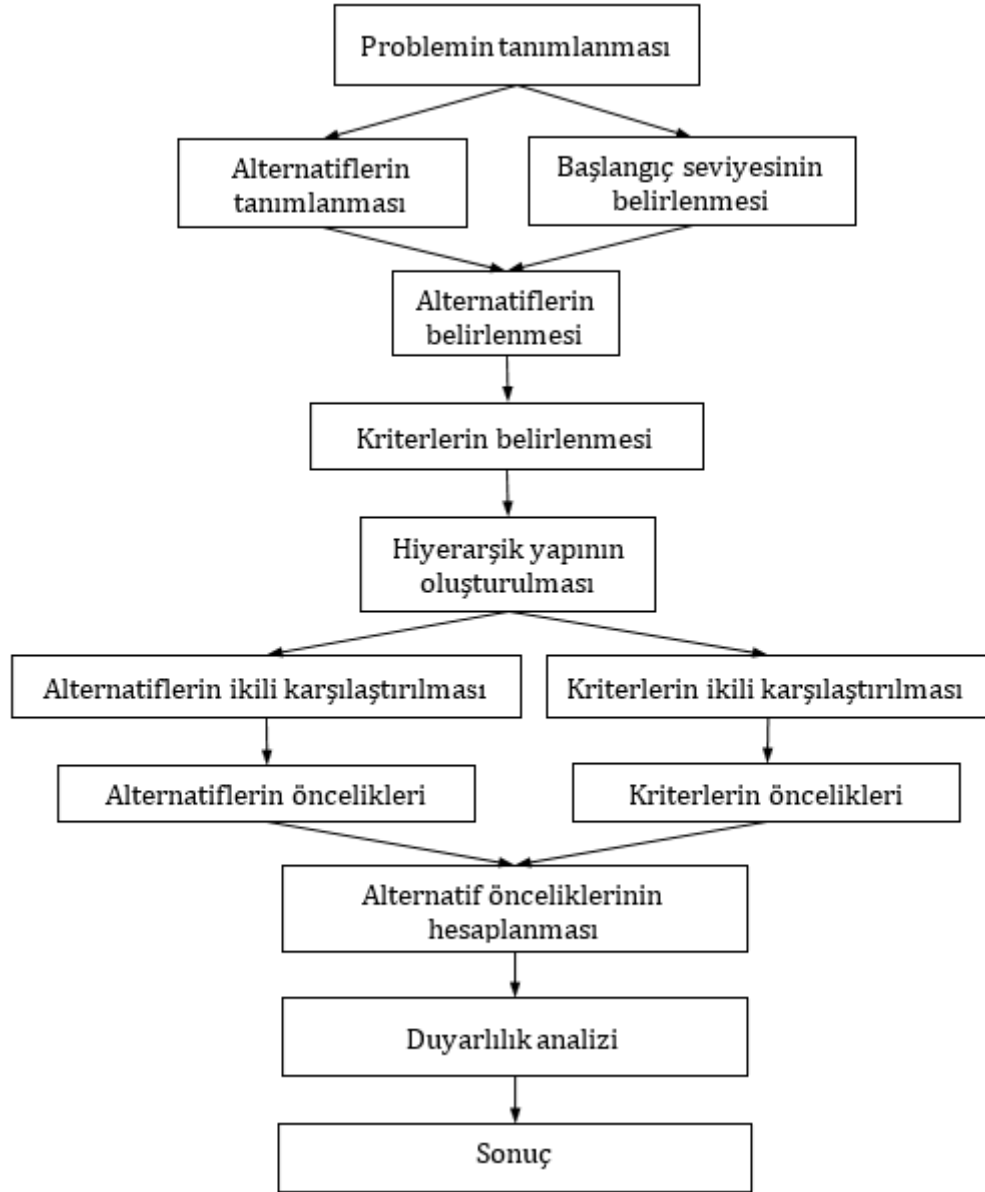 Problemin tanımlanması
Alternatiflerin
tanımlanması
Başlangıç seviyesinin
belirlenmesi
Alternatiflerin
belirlenmesi
Kriterlerin belirlenmesi
Hiyerarşik yapının
oluşturulması
Alternatiflerin ikili karşılaştırılması
Kriterlerin ikili karşılaştırılması
Alternatiflerin öncelikleri
Kriterlerin öncelikleri
Alternatif önceliklerinin
hesaplanması
Duyarlılık analizi
Sonuç